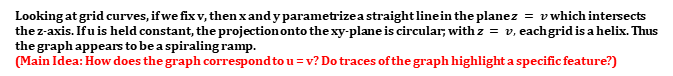 Looking at grid curves, if we fix v, then x and y parametrize a straight line in the plane z = v which intersects
the z-axis. If u is held constant, the projection onto the xy-plane is circular; with z = v, each grid is a helix. Thus
the graph appears to be a spiraling ramp.
(Main Idea: How does the graph correspond to u = v? Do traces of the graph highlight a specific feature?)